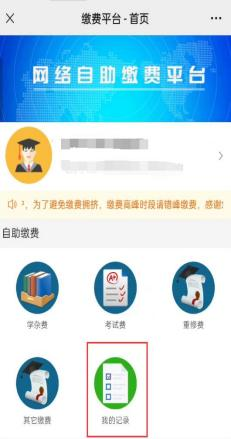 缴费平台 - 首页
网络自助缴费平台
, 为了避免缴费拥挤, 缴费高峰时段请错峰缴费, 感谢
自助缴费
学杂费
考试费
重修费
其它缴费
我的记录